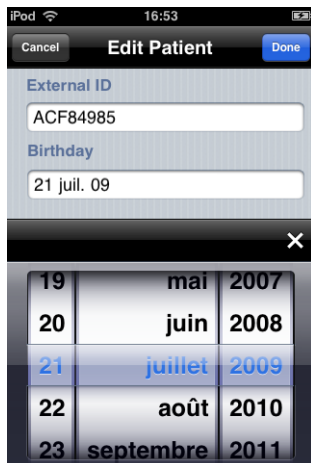 iPod 16:53
Cancel Edit Patient Done
External ID
ACF84985
Birthday
21 juil. 09
19 mai 2007
20 juin 2008
21 juillet 2009
22 août 2010
23 septembre 2011